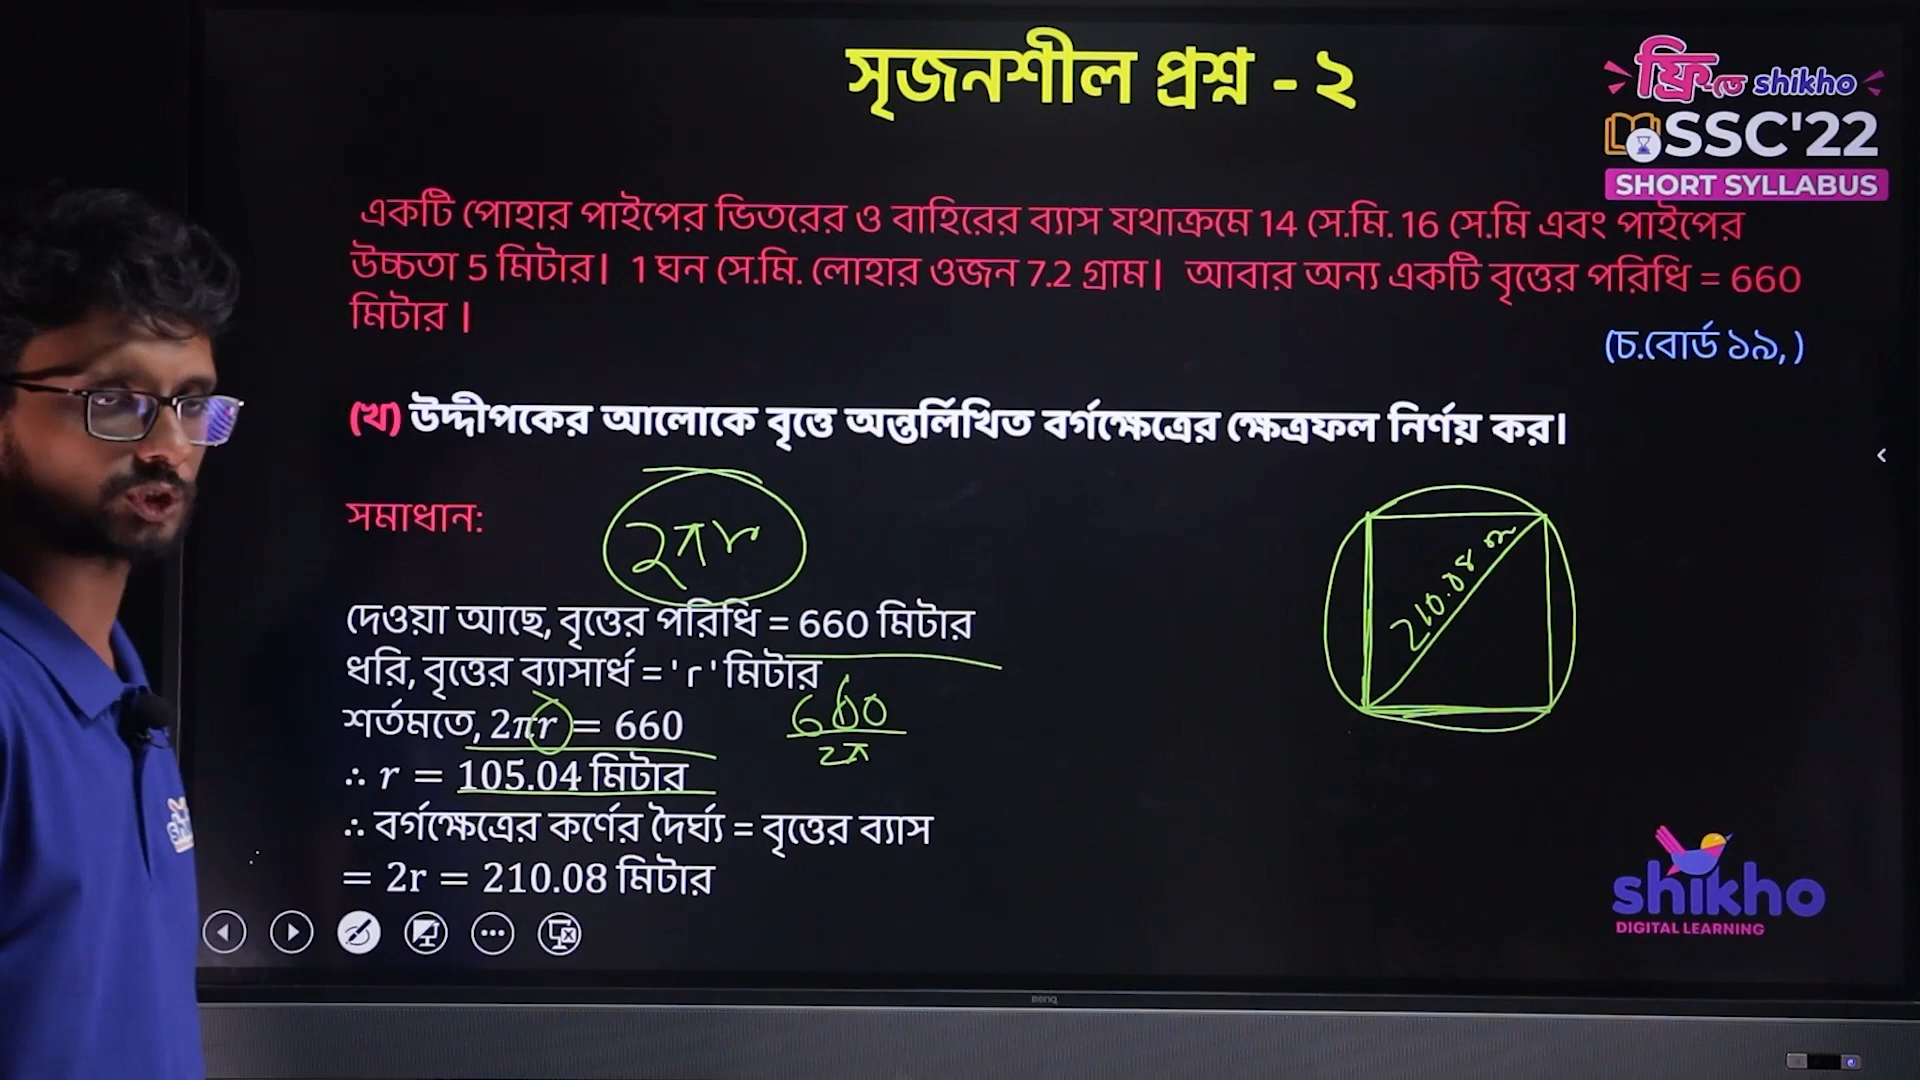 সৃজনশীল প্রশ্ন - ২
ফ্রি-তে shikho
SSC'22
SHORT SYLLABUS
একটি পোহার পাইপের ভিতরের ও বাহিরের ব্যাস যথাক্রমে 14 সে.মি. 16 সে.মি এবং পাইপের
উচ্চতা 5 মিটার। 1 ঘন সে.মি. লোহার ওজন 7.2 গ্রাম। আবার অন্য একটি বৃত্তের পরিধি = 660
মিটার ।
(চ.বোর্ড ১৯, )
(খ) উদ্দীপকের আলোকে বৃত্তে অন্তর্লিখিত বর্গক্ষেত্রের ক্ষেত্রফল নির্ণয় কর।
সমাধান:
2πr
210.08 m
দেওয়া আছে, বৃত্তের পরিধি = 660 মিটার
ধরি, বৃত্তের ব্যাসার্ধ = ' r ' মিটার
শর্তমতে, 2πr = 660
660
2π
∴ r = 105.04 মিটার
∴ বর্গক্ষেত্রের কর্ণের দৈর্ঘ্য = বৃত্তের ব্যাস
= 2r = 210.08 মিটার
shikho
DIGITAL LEARNING
BenQ